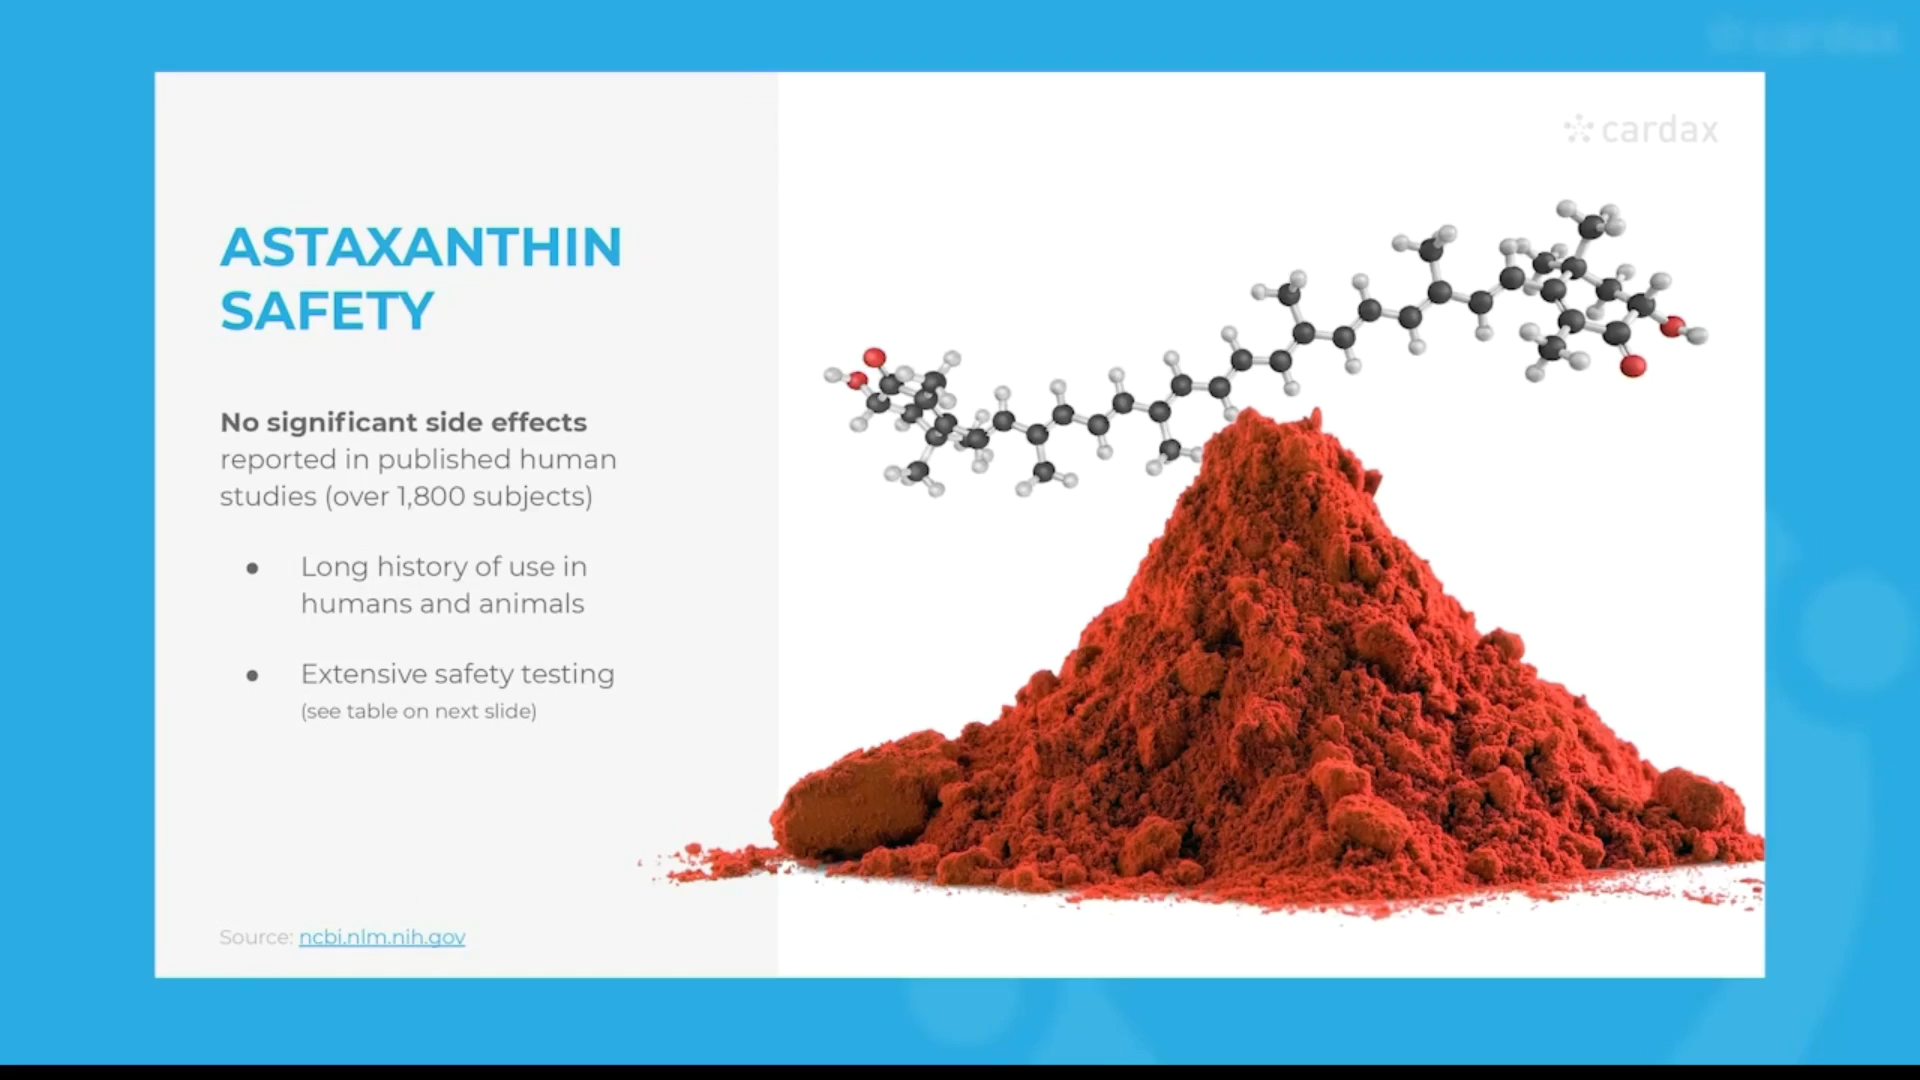 cardax
ASTAXANTHIN
SAFETY
No significant side effects
reported in published human
studies (over 1,800 subjects)
● Long history of use in
humans and animals
● Extensive safety testing
(see table on next slide)
Source: ncbi.nlm.nih.gov